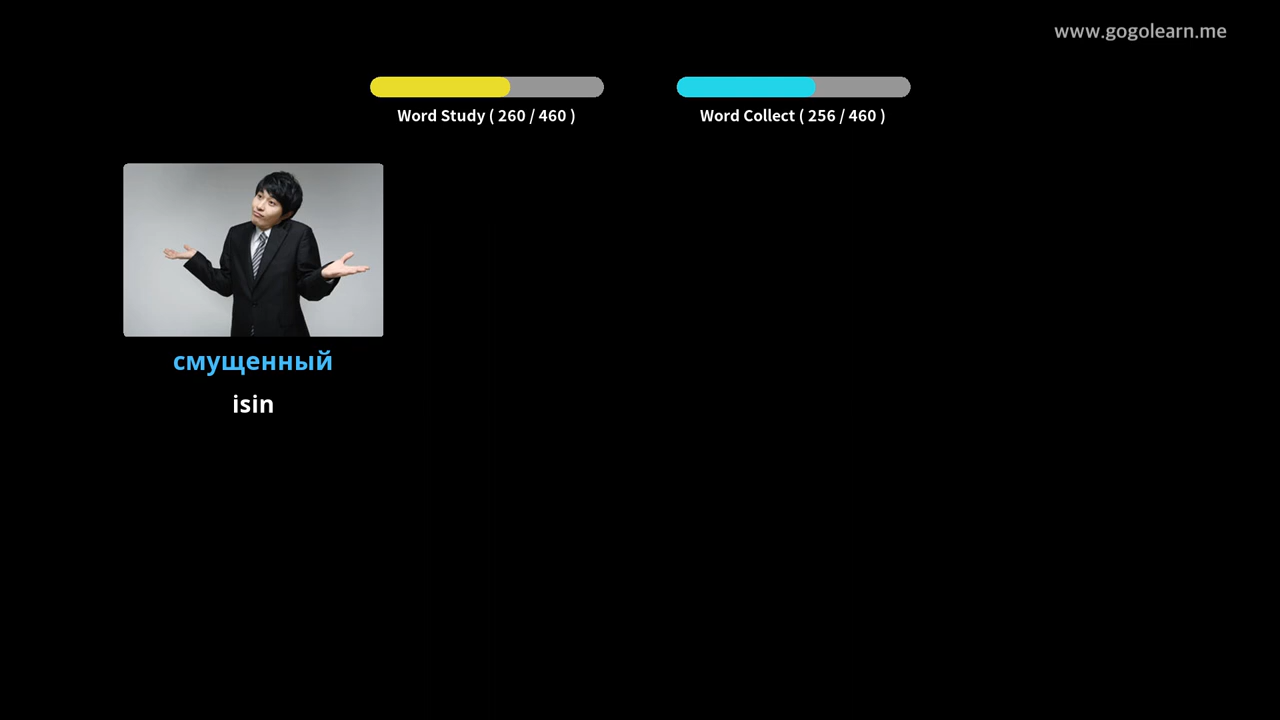 www.gogolearn.me
Word Study ( 260 / 460 )
Word Collect ( 256 / 460 )
смущенный
isin